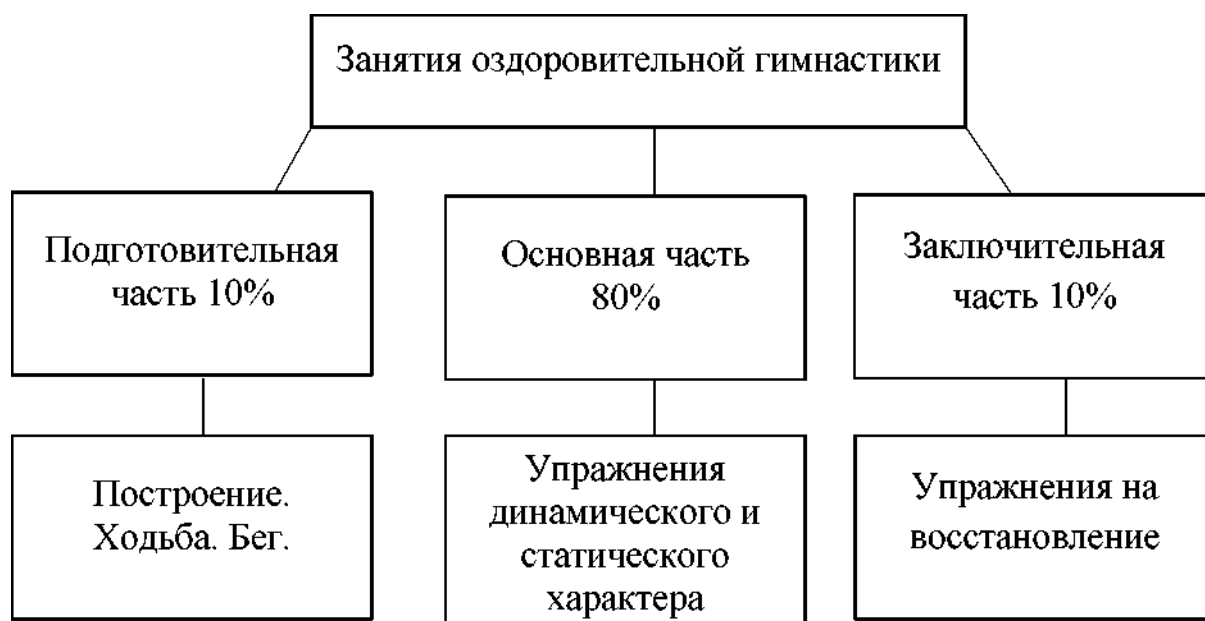 Занятия оздоровительной гимнастики
Подготовительная
часть 10%
Основная часть
80%
Заключительная
часть 10%
Построение.
Ходьба. Бег.
Упражнения
динамического и
статического
характера
Упражнения на
восстановление